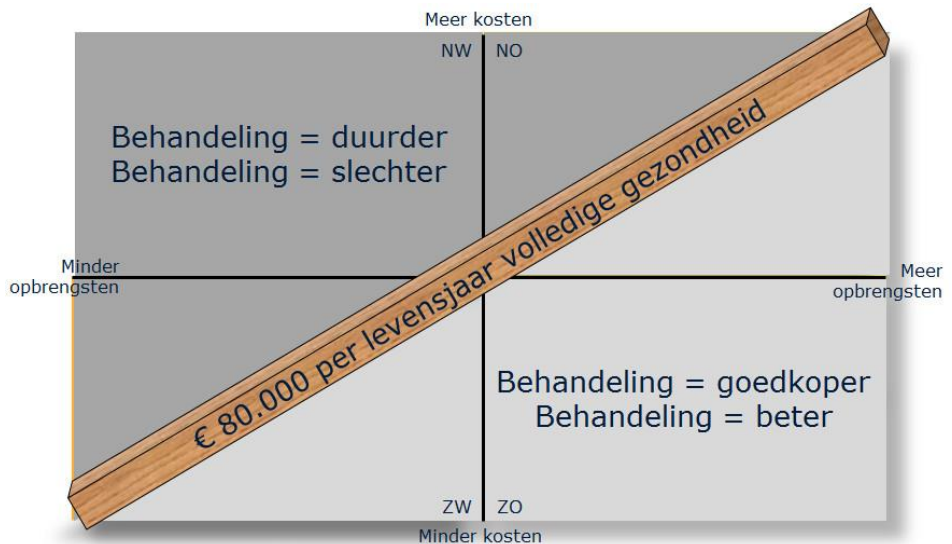 Meer kosten
NW
NO
Behandeling = duurder
Behandeling = slechter
€ 80.000 per levensjaar volledige gezondheid
Minder
opbrengsten
Meer
opbrengsten
Behandeling = goedkoper
Behandeling = beter
ZW
ZO
Minder kosten